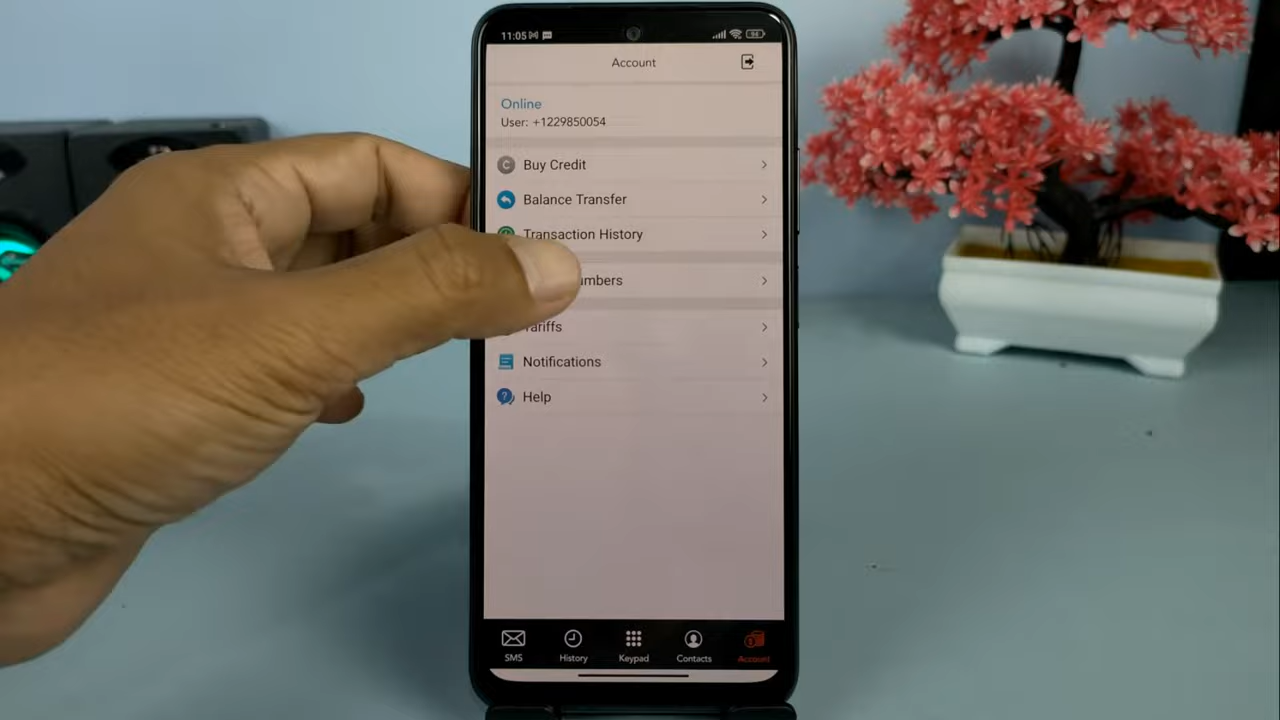 11:05
94
Account
Online
User: +1229850054
C Buy Credit
Balance Transfer
Transaction History
Tariffs
Notifications
? Help
SMS
History
Keypad
Contacts
Account